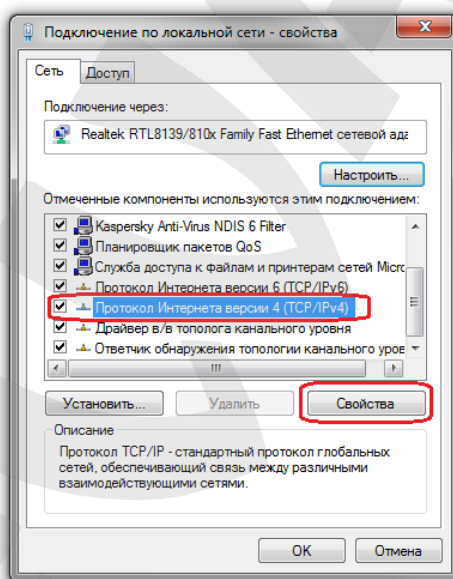 Подключение по локальной сети - свойства
Сеть Доступ
Подключение через:
Realtek RTL8139/810x Family Fast Ethernet сетевой ада
Настроить...
Отмеченные компоненты используются этим подключением:
Kaspersky Anti-Virus NDIS 6 Filter
Планировщик пакетов QoS
Служба доступа к файлам и принтерам сетей Micrс
Протокол Интернета версии 6 (TCP/IPv6)
Протокол Интернета версии 4 (TCP/IPv4)
Драйвер в/в тополога канального уровня
Ответчик обнаружения топологии канального уров
Установить... Удалить Свойства
Описание
Протокол TCP/IP - стандартный протокол глобальных
сетей, обеспечивающий связь между различными
взаимодействующими сетями.
OK Отмена